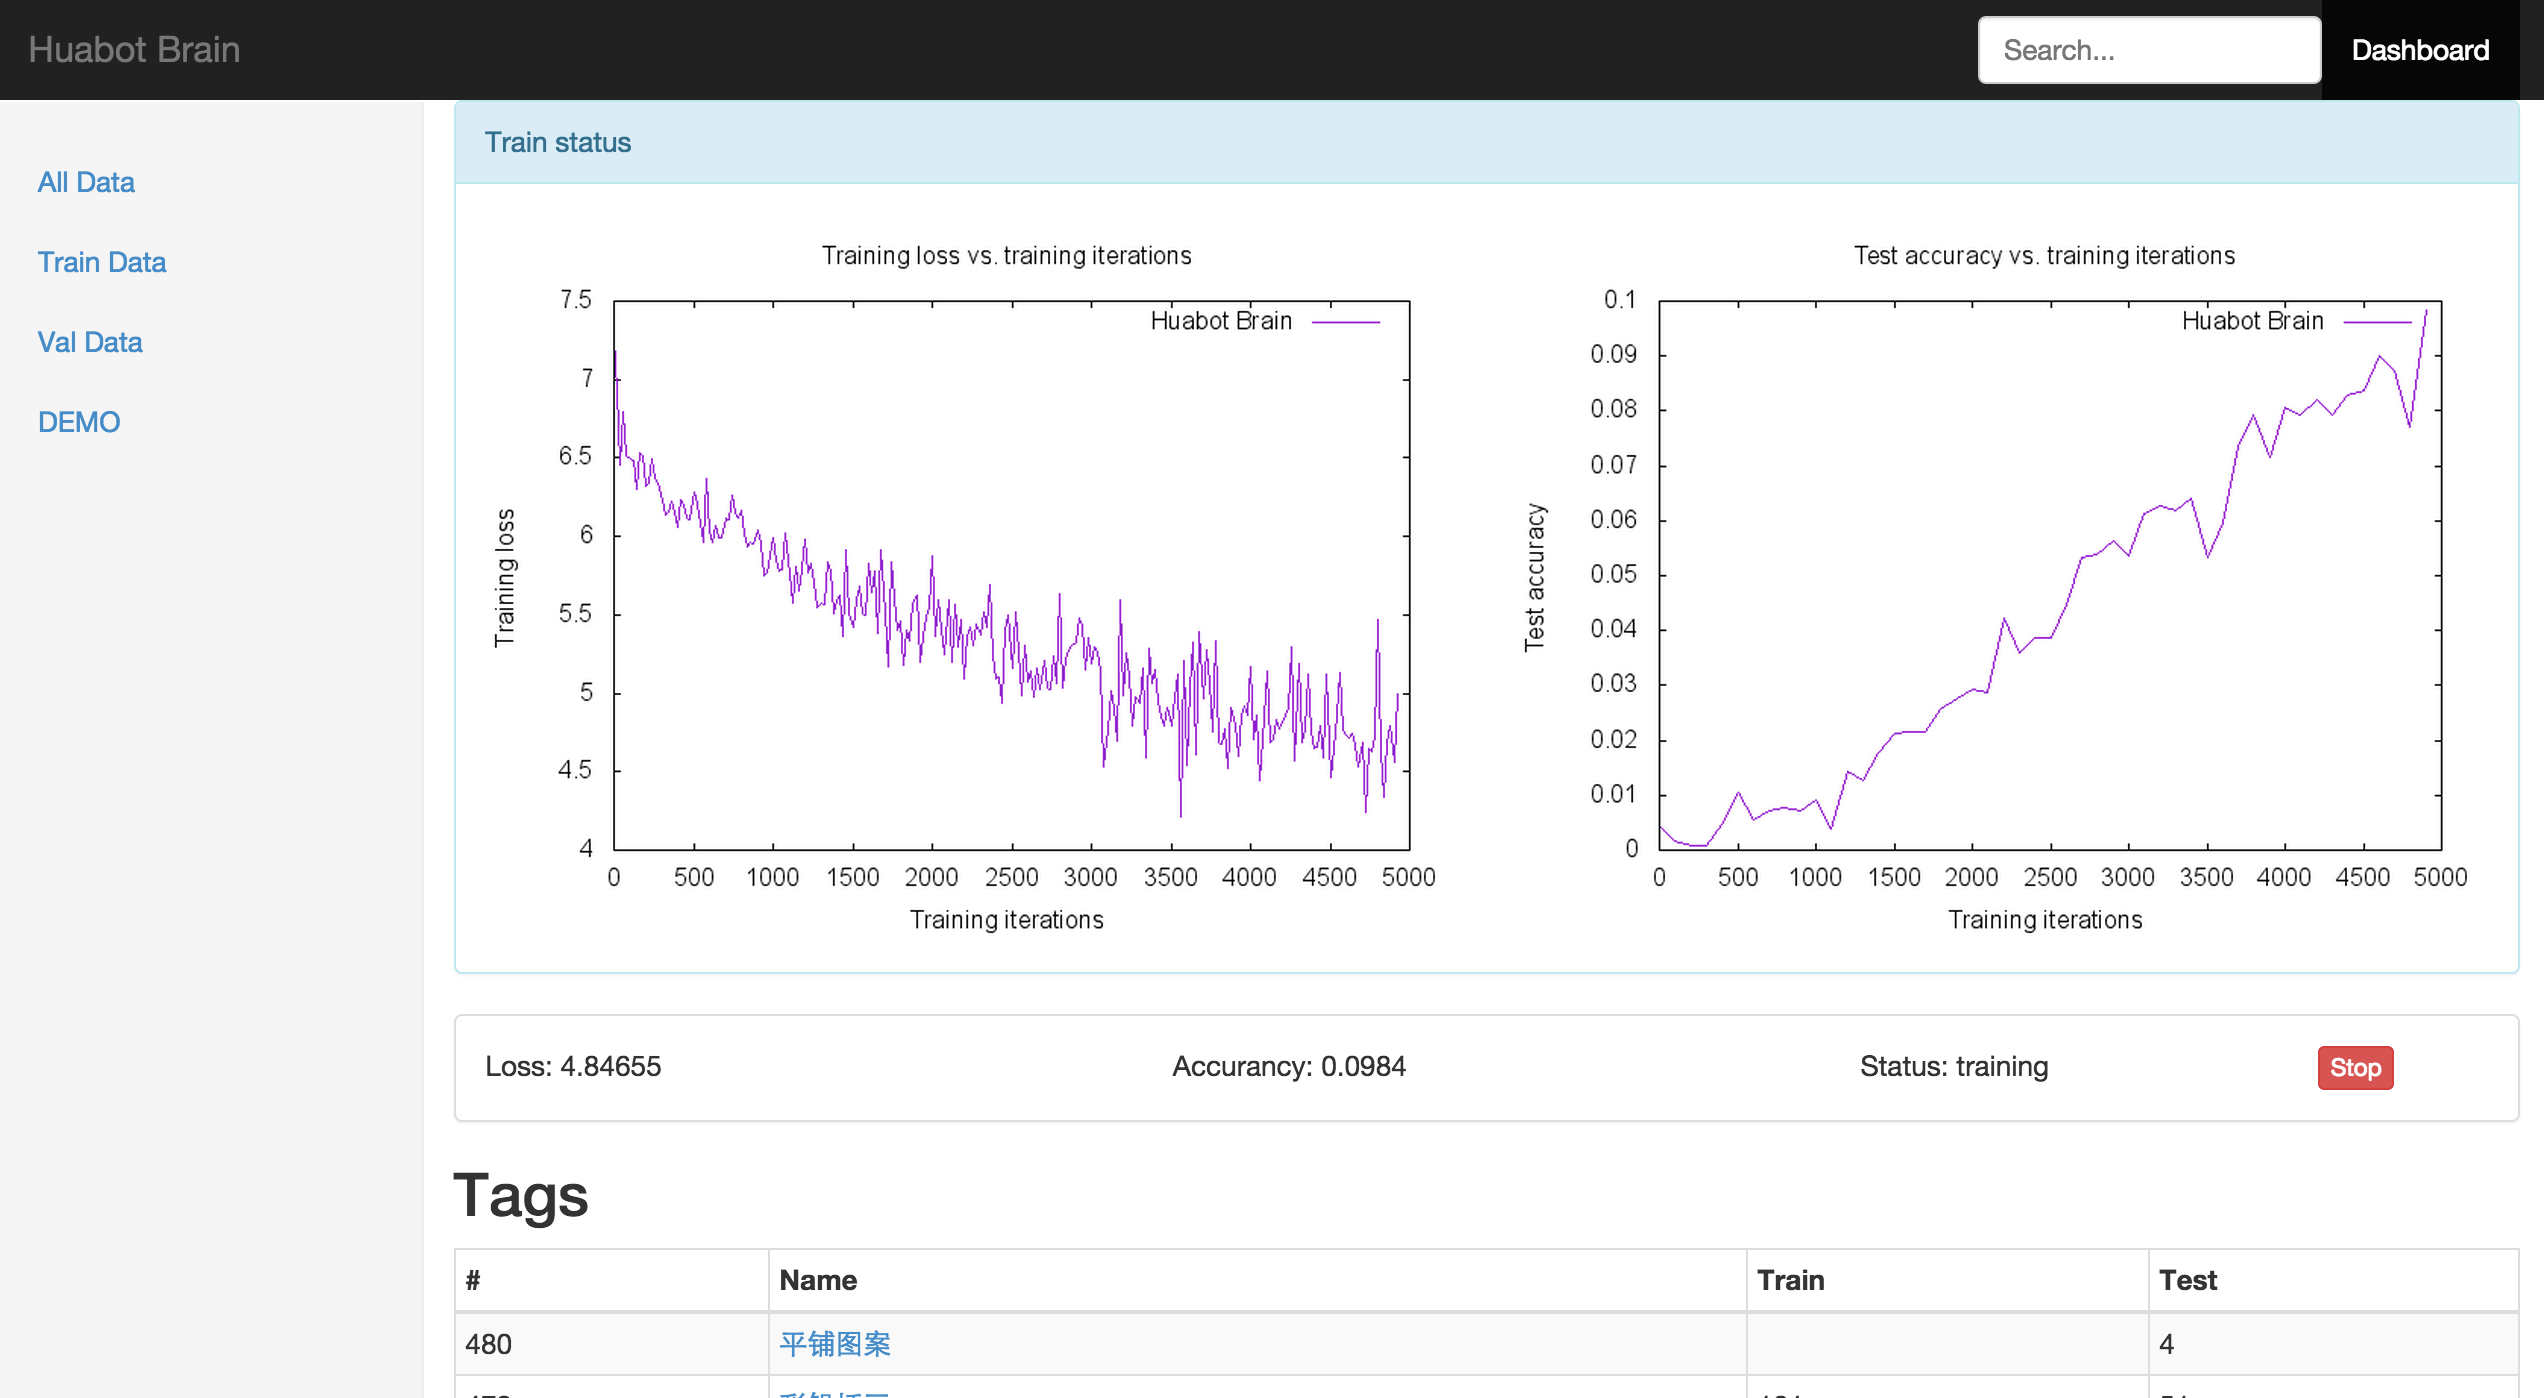 Huabot Brain
Search...
Dashboard
All Data
Train Data
Val Data
DEMO
Train status
Training loss vs. training iterations
Huabot Brain
7.5
7
6.5
6
5.5
5
4.5
4
Training loss
0 500 1000 1500 2000 2500 3000 3500 4000 4500 5000
Training iterations
Test accuracy vs. training iterations
Huabot Brain
0.1
0.09
0.08
0.07
0.06
0.05
0.04
0.03
0.02
0.01
0
Test accuracy
0 500 1000 1500 2000 2500 3000 3500 4000 4500 5000
Training iterations
Loss: 4.84655 Accurancy: 0.0984 Status: training Stop
Tags
# Name Train Test
480 平铺图案 4